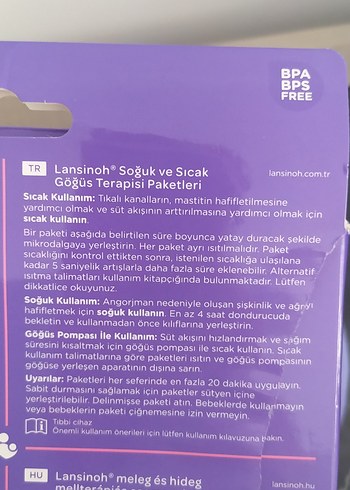 BPA
BPS
FREE
TR Lansinoh® Soğuk ve Sıcak
Göğüs Terapisi Paketleri
lansinoh.com.tr
Sıcak Kullanım: Tıkalı kanalların, mastitin hafifletilmesine
yardımcı olmak ve süt akışının arttırılmasına yardımcı olmak için
sıcak kullanın.
Bir paketi aşağıda belirtilen süre boyunca yatay duracak şekilde
mikrodalgaya yerleştirin. Her paket ayrı ısıtılmalıdır. Paket
sıcaklığını kontrol ettikten sonra, istenilen sıcaklığa ulaşılana
kadar 5 saniyelik artışlarla daha fazla süre eklenebilir. Alternatif
ısıtma talimatları kullanım kitapçığında bulunmaktadır. Lütfen
dikkatlice okuyunuz.
Soğuk Kullanım: Angorjman nedeniyle oluşan şişkinlik ve ağrıyı
hafifletmek için soğuk kullanın. En az 4 saat dondurucuda
bekletin ve kullanmadan önce kılıflarına yerleştirin.
Göğüs Pompası İle Kullanım: Süt akışını hızlandırmak ve sağım
süresini kısaltmak için göğüs pompası ile sıcak kullanın. Sıcak
kullanım talimatlarına göre paketleri ısıtın ve göğüs pompasının
göğüse yerleşen aparatının dışına sarın.
Uyarılar: Paketleri her seferinde en fazla 20 dakika uygulayın.
Sabit durmasını sağlamak için paketler sütyen içine
yerleştirilebilir. Delinmişse paketi atın. Bebeklerde kullanmayın
veya bebeklerin paketi çiğnemesine izin vermeyin.
Tıbbi cihaz
Önemli kullanım önerileri için lütfen kullanım kılavuzuna bakın.
HU Lansinoh® meleg és hideg
lansinoh.hu